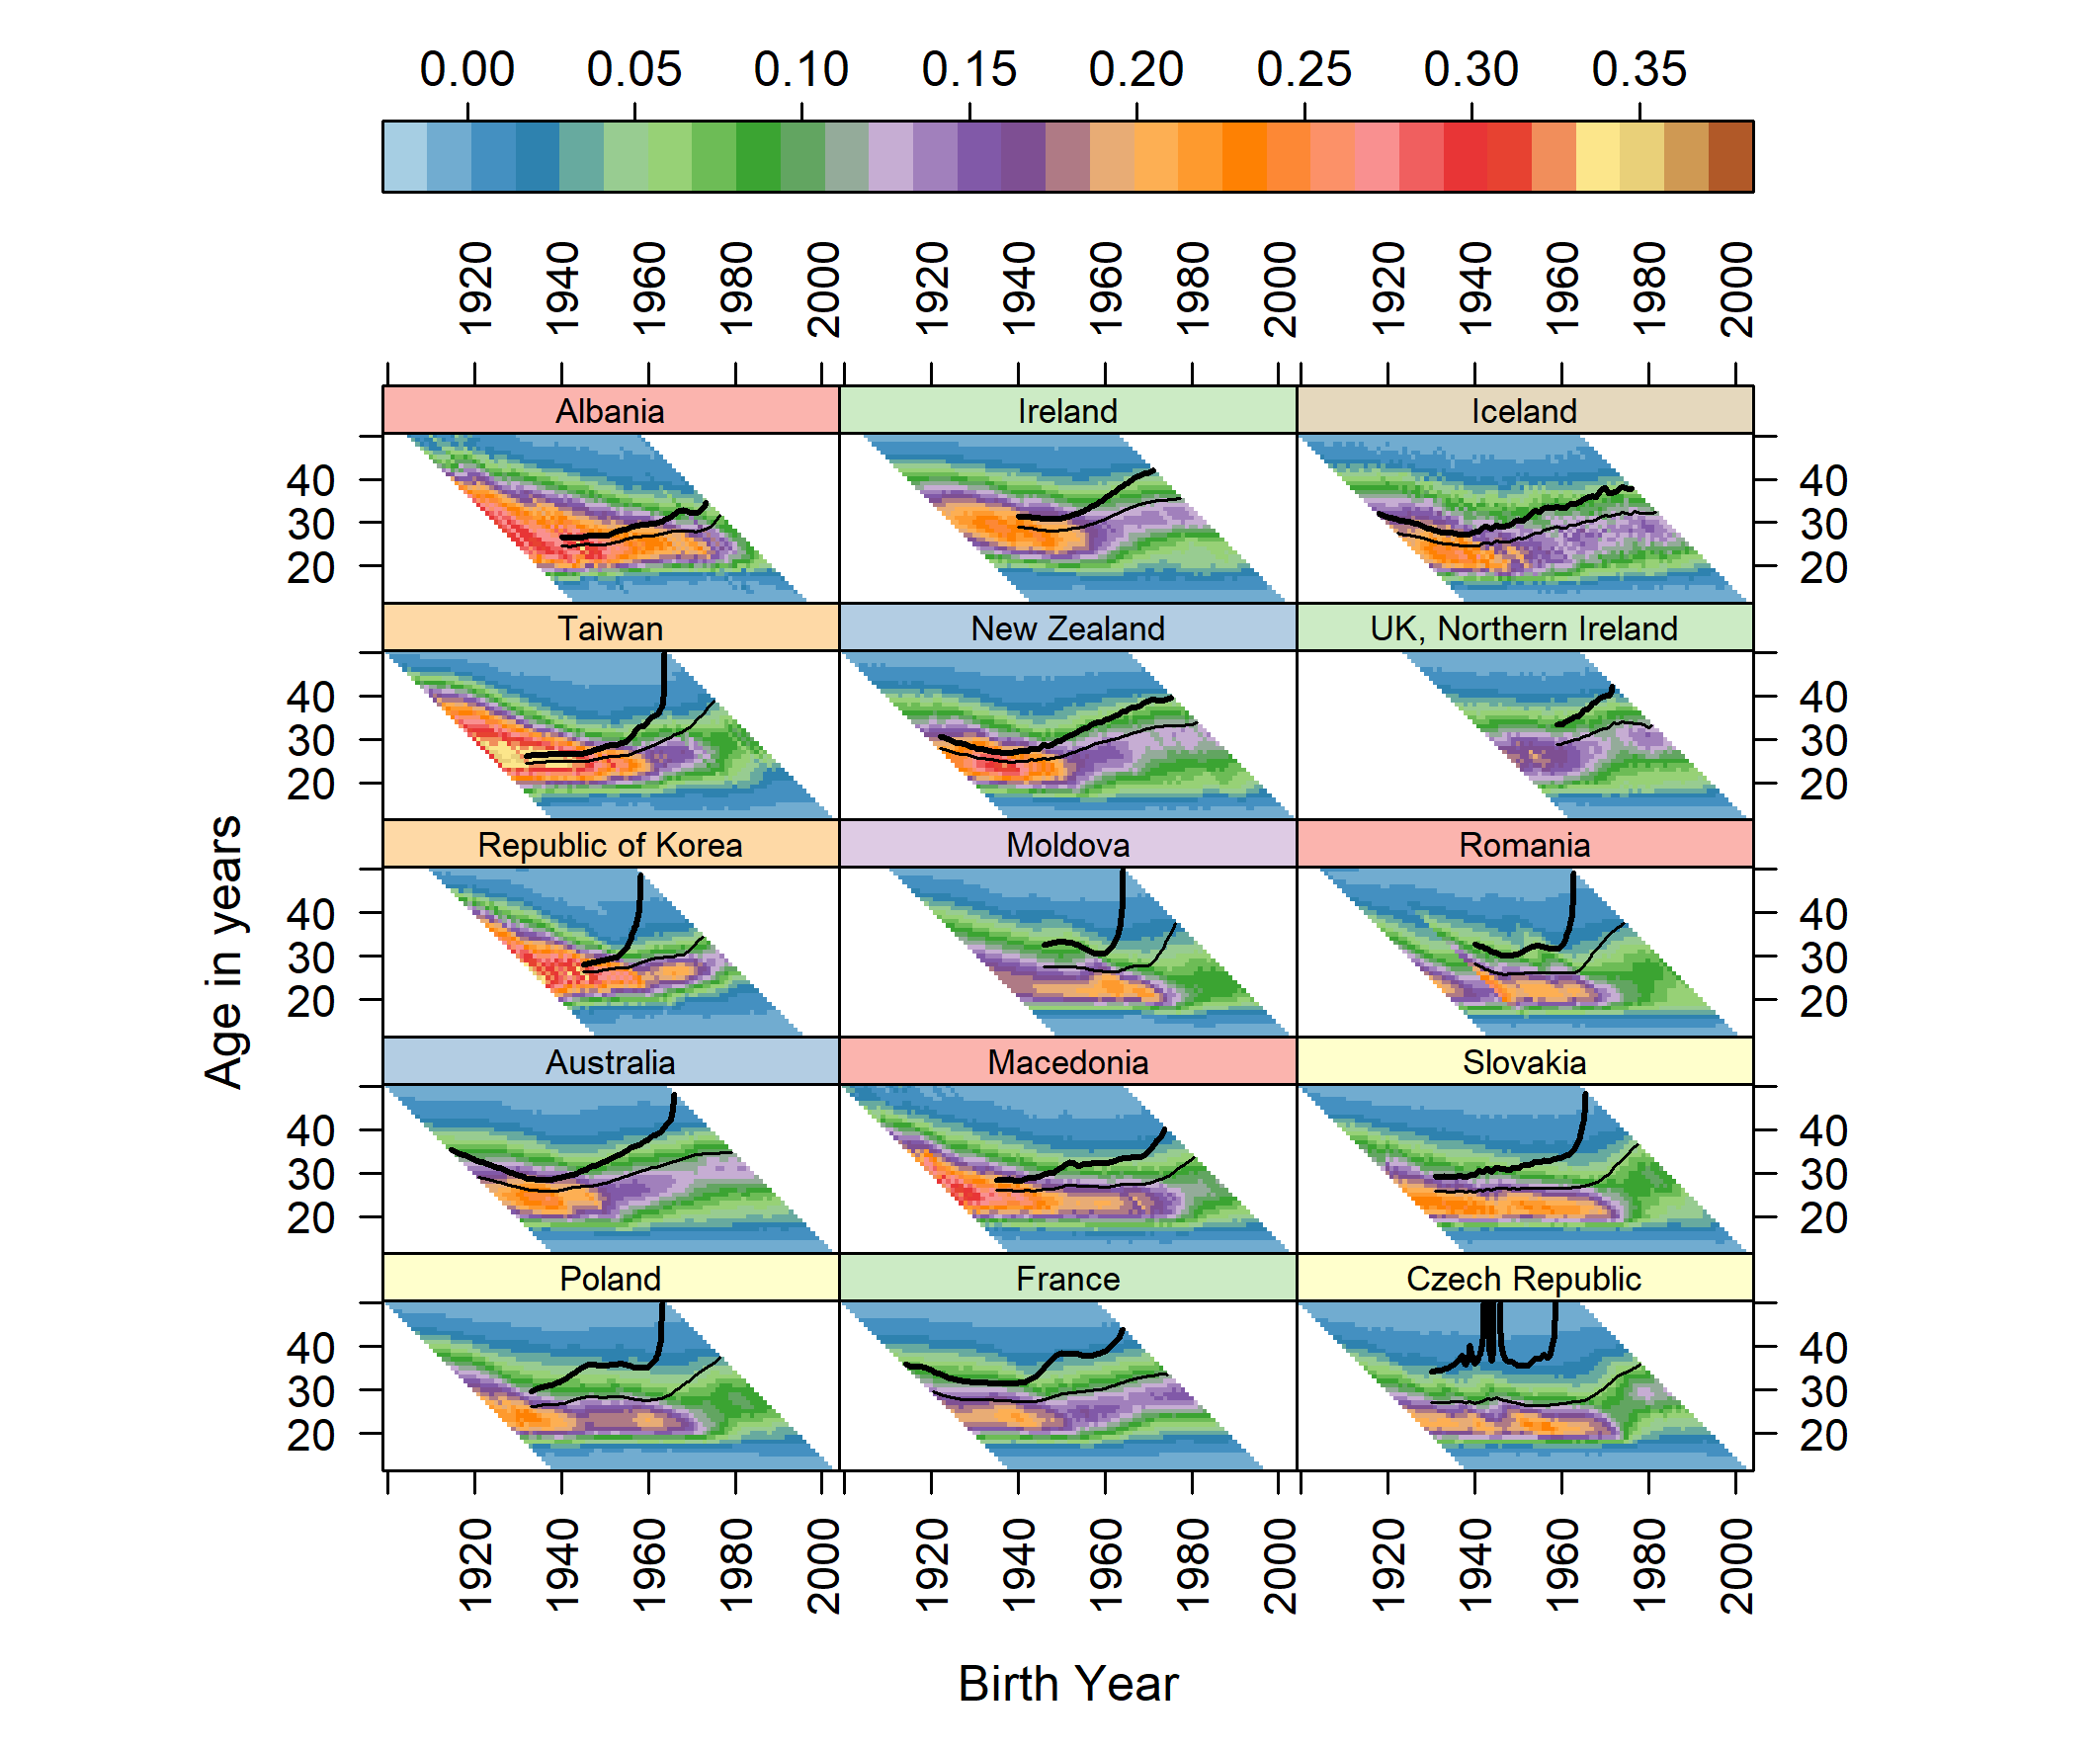 0.00 0.05 0.10 0.15 0.20 0.25 0.30 0.35
1920 1940 1960 1980 2000 1920 1940 1960 1980 2000 1920 1940 1960 1980 2000
Albania Ireland Iceland
40 40
30 30
20 20
Taiwan New Zealand UK, Northern Ireland
40 40
30 30
20 20
Republic of Korea Moldova Romania
40 40
30 30
20 20
Australia Macedonia Slovakia
40 40
30 30
20 20
Poland France Czech Republic
40 40
30 30
20 20
Age in years
1920 1940 1960 1980 2000 1920 1940 1960 1980 2000 1920 1940 1960 1980 2000
Birth Year